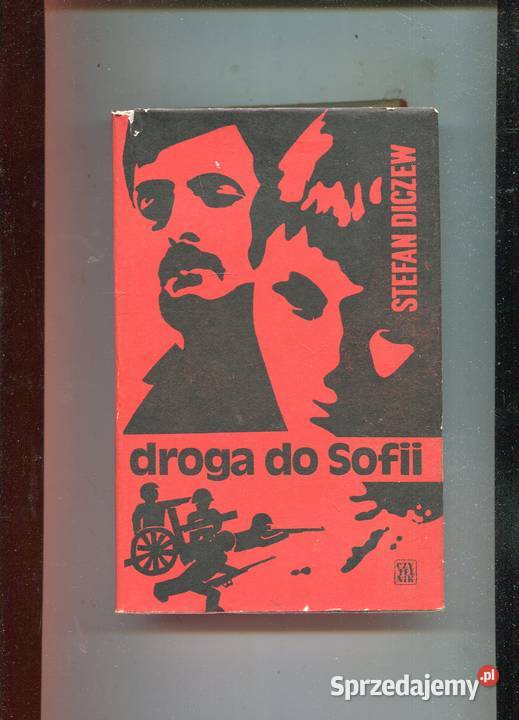 STEFAN DICZEW
droga do Sofii
CZY
TEL
NIK
Sprzedajemy.pl